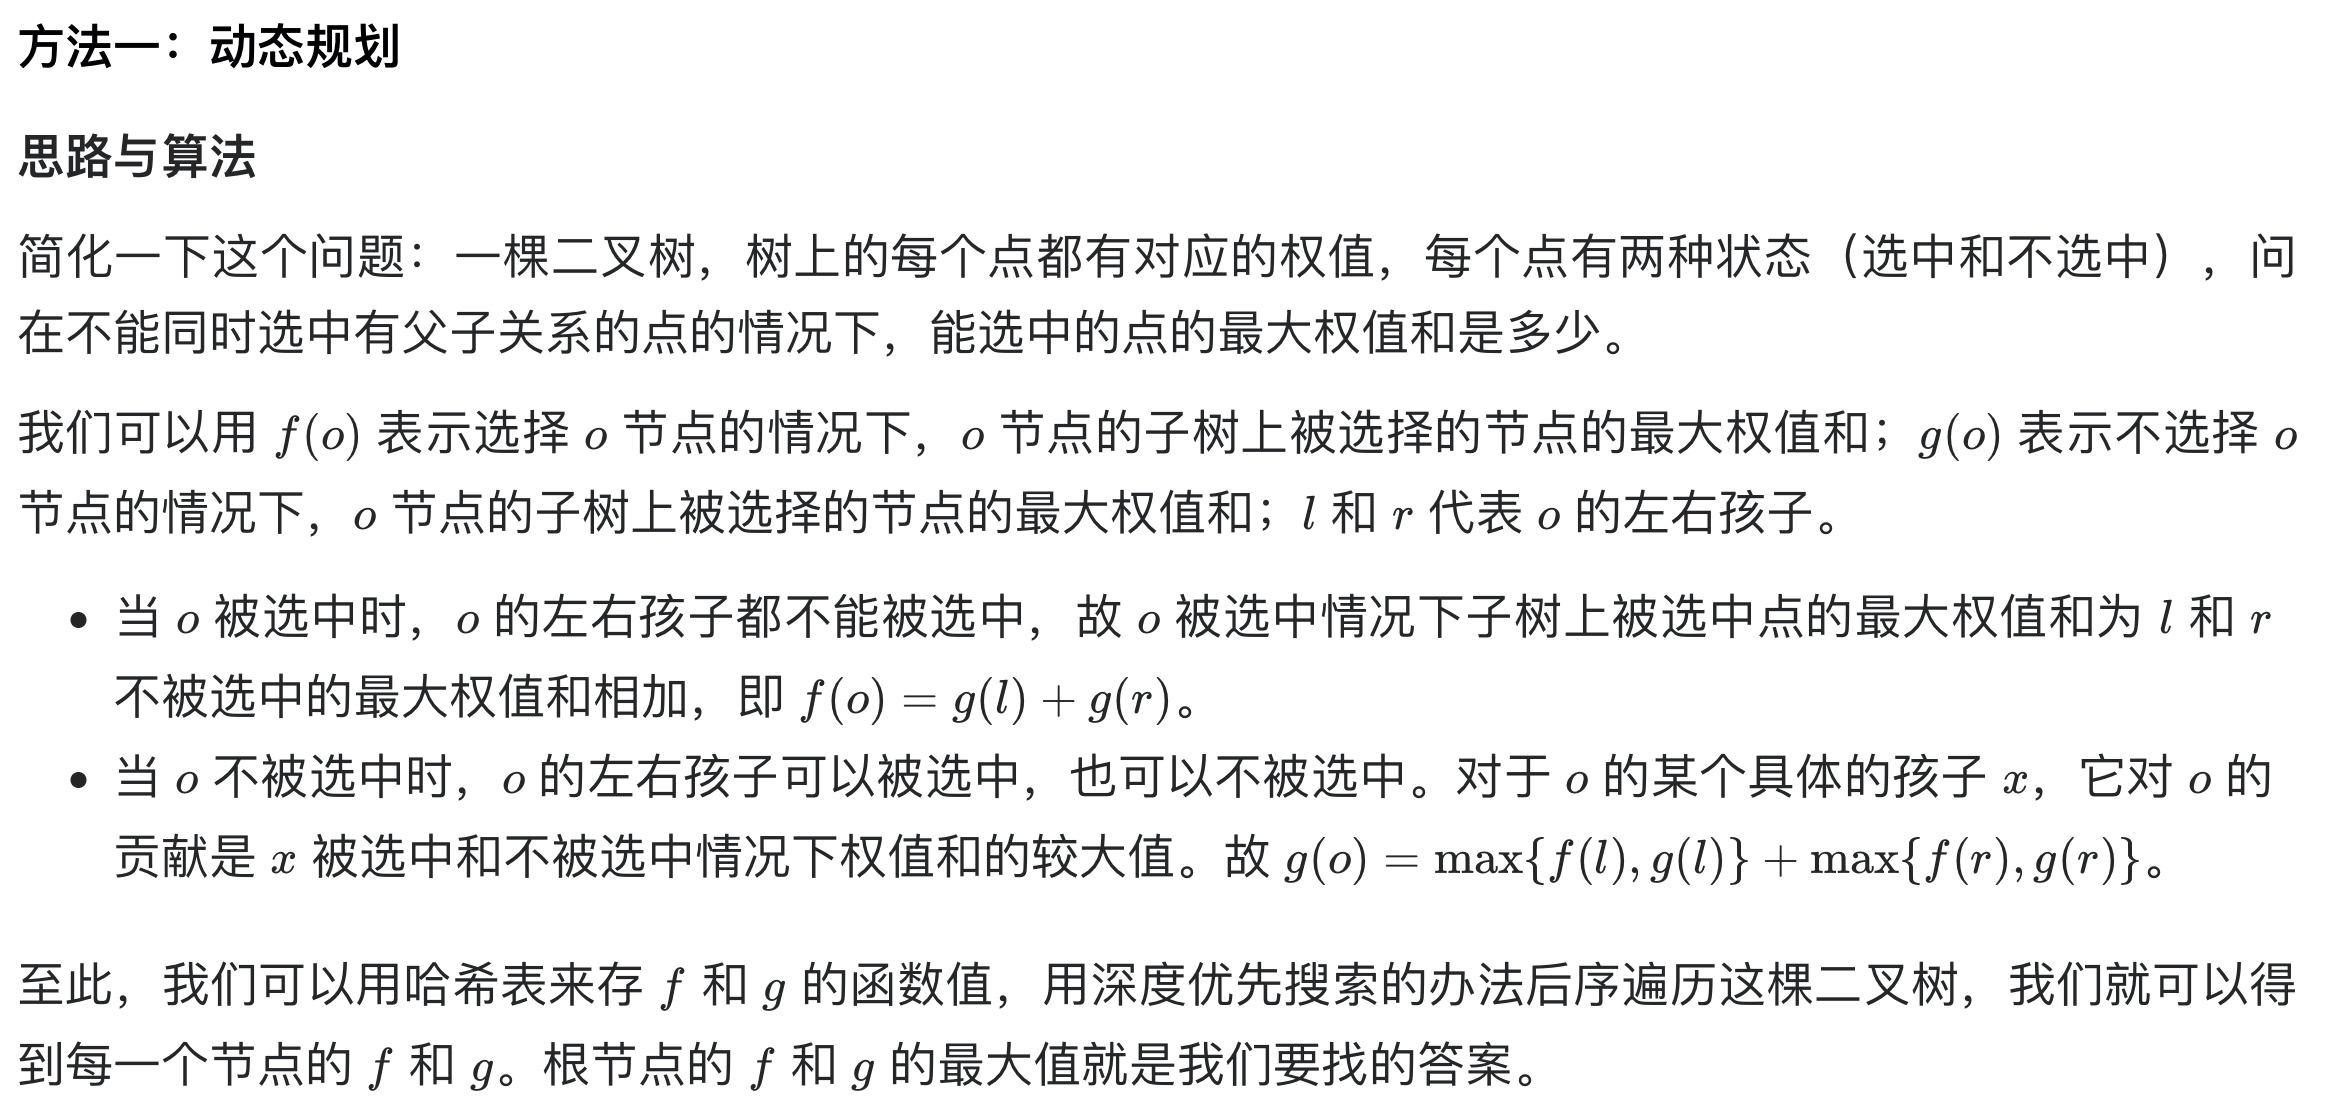 方法一：动态规划
思路与算法
简化一下这个问题：一棵二叉树，树上的每个点都有对应的权值，每个点有两种状态（选中和不选中），问
在不能同时选中有父子关系的点的情况下，能选中的点的最大权值和是多少。
我们可以用 f(o) 表示选择 o 节点的情况下，o 节点的子树上被选择的节点的最大权值和；g(o) 表示不选择 o
节点的情况下，o 节点的子树上被选择的节点的最大权值和；l 和 r 代表 o 的左右孩子。
• 当 o 被选中时，o 的左右孩子都不能被选中，故 o 被选中情况下子树上被选中点的最大权值和为 l 和 r
不被选中的最大权值和相加，即 f(o) = g(l) + g(r)。
• 当 o 不被选中时，o 的左右孩子可以被选中，也可以不被选中。对于 o 的某个具体的孩子 x，它对 o 的
贡献是 x 被选中和不被选中情况下权值和的较大值。故 g(o) = max{f(l), g(l)} + max{f(r), g(r)}。
至此，我们可以用哈希表来存 f 和 g 的函数值，用深度优先搜索的办法后序遍历这棵二叉树，我们就可以得
到每一个节点的 f 和 g。根节点的 f 和 g 的最大值就是我们要找的答案。